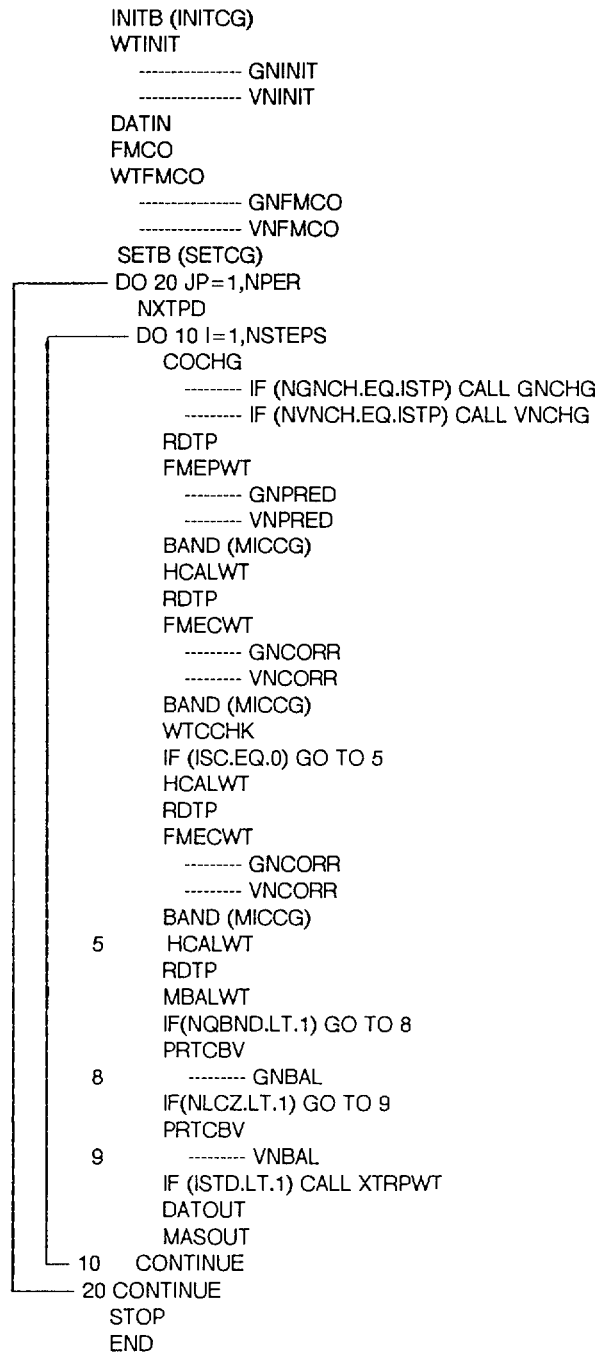 INITB (INITCG)
WTINIT
--------------- GNINIT
--------------- VNINIT
DATIN
FMCO
WTFMCO
--------------- GNFMCO
--------------- VNFMCO
SETB (SETCG)
DO 20 JP=1,NPER
NXTPD
DO 10 I=1,NSTEPS
COCHG
--------- IF (NGNCH.EQ.ISTP) CALL GNCHG
--------- IF (NVNCH.EQ.ISTP) CALL VNCHG
RDTP
FMEPWT
--------- GNPRED
--------- VNPRED
BAND (MICCG)
HCALWT
RDTP
FMECWT
--------- GNCORR
--------- VNCORR
BAND (MICCG)
WTCCHK
IF (ISC.EQ.0) GO TO 5
HCALWT
RDTP
FMECWT
--------- GNCORR
--------- VNCORR
BAND (MICCG)
5 HCALWT
RDTP
MBALWT
IF(NQBND.LT.1) GO TO 8
PRTCBV
8 --------- GNBAL
IF(NLCZ.LT.1) GO TO 9
PRTCBV
9 --------- VNBAL
IF (ISTD.LT.1) CALL XTRPWT
DATOUT
MASOUT
10 CONTINUE
20 CONTINUE
STOP
END